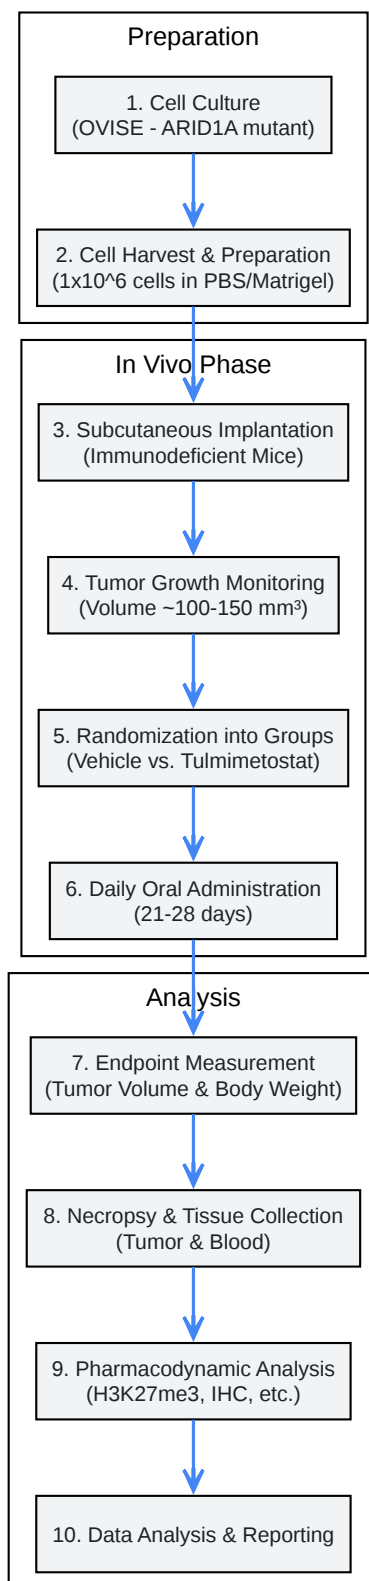 Preparation
1. Cell Culture
(OVISE - ARID1A mutant)
2. Cell Harvest & Preparation
(1x10^6 cells in PBS/Matrigel)
In Vivo Phase
3. Subcutaneous Implantation
(Immunodeficient Mice)
4. Tumor Growth Monitoring
(Volume ~100-150 mm³)
5. Randomization into Groups
(Vehicle vs. Tulmimetostat)
6. Daily Oral Administration
(21-28 days)
Analysis
7. Endpoint Measurement
(Tumor Volume & Body Weight)
8. Necropsy & Tissue Collection
(Tumor & Blood)
9. Pharmacodynamic Analysis
(H3K27me3, IHC, etc.)
10. Data Analysis & Reporting